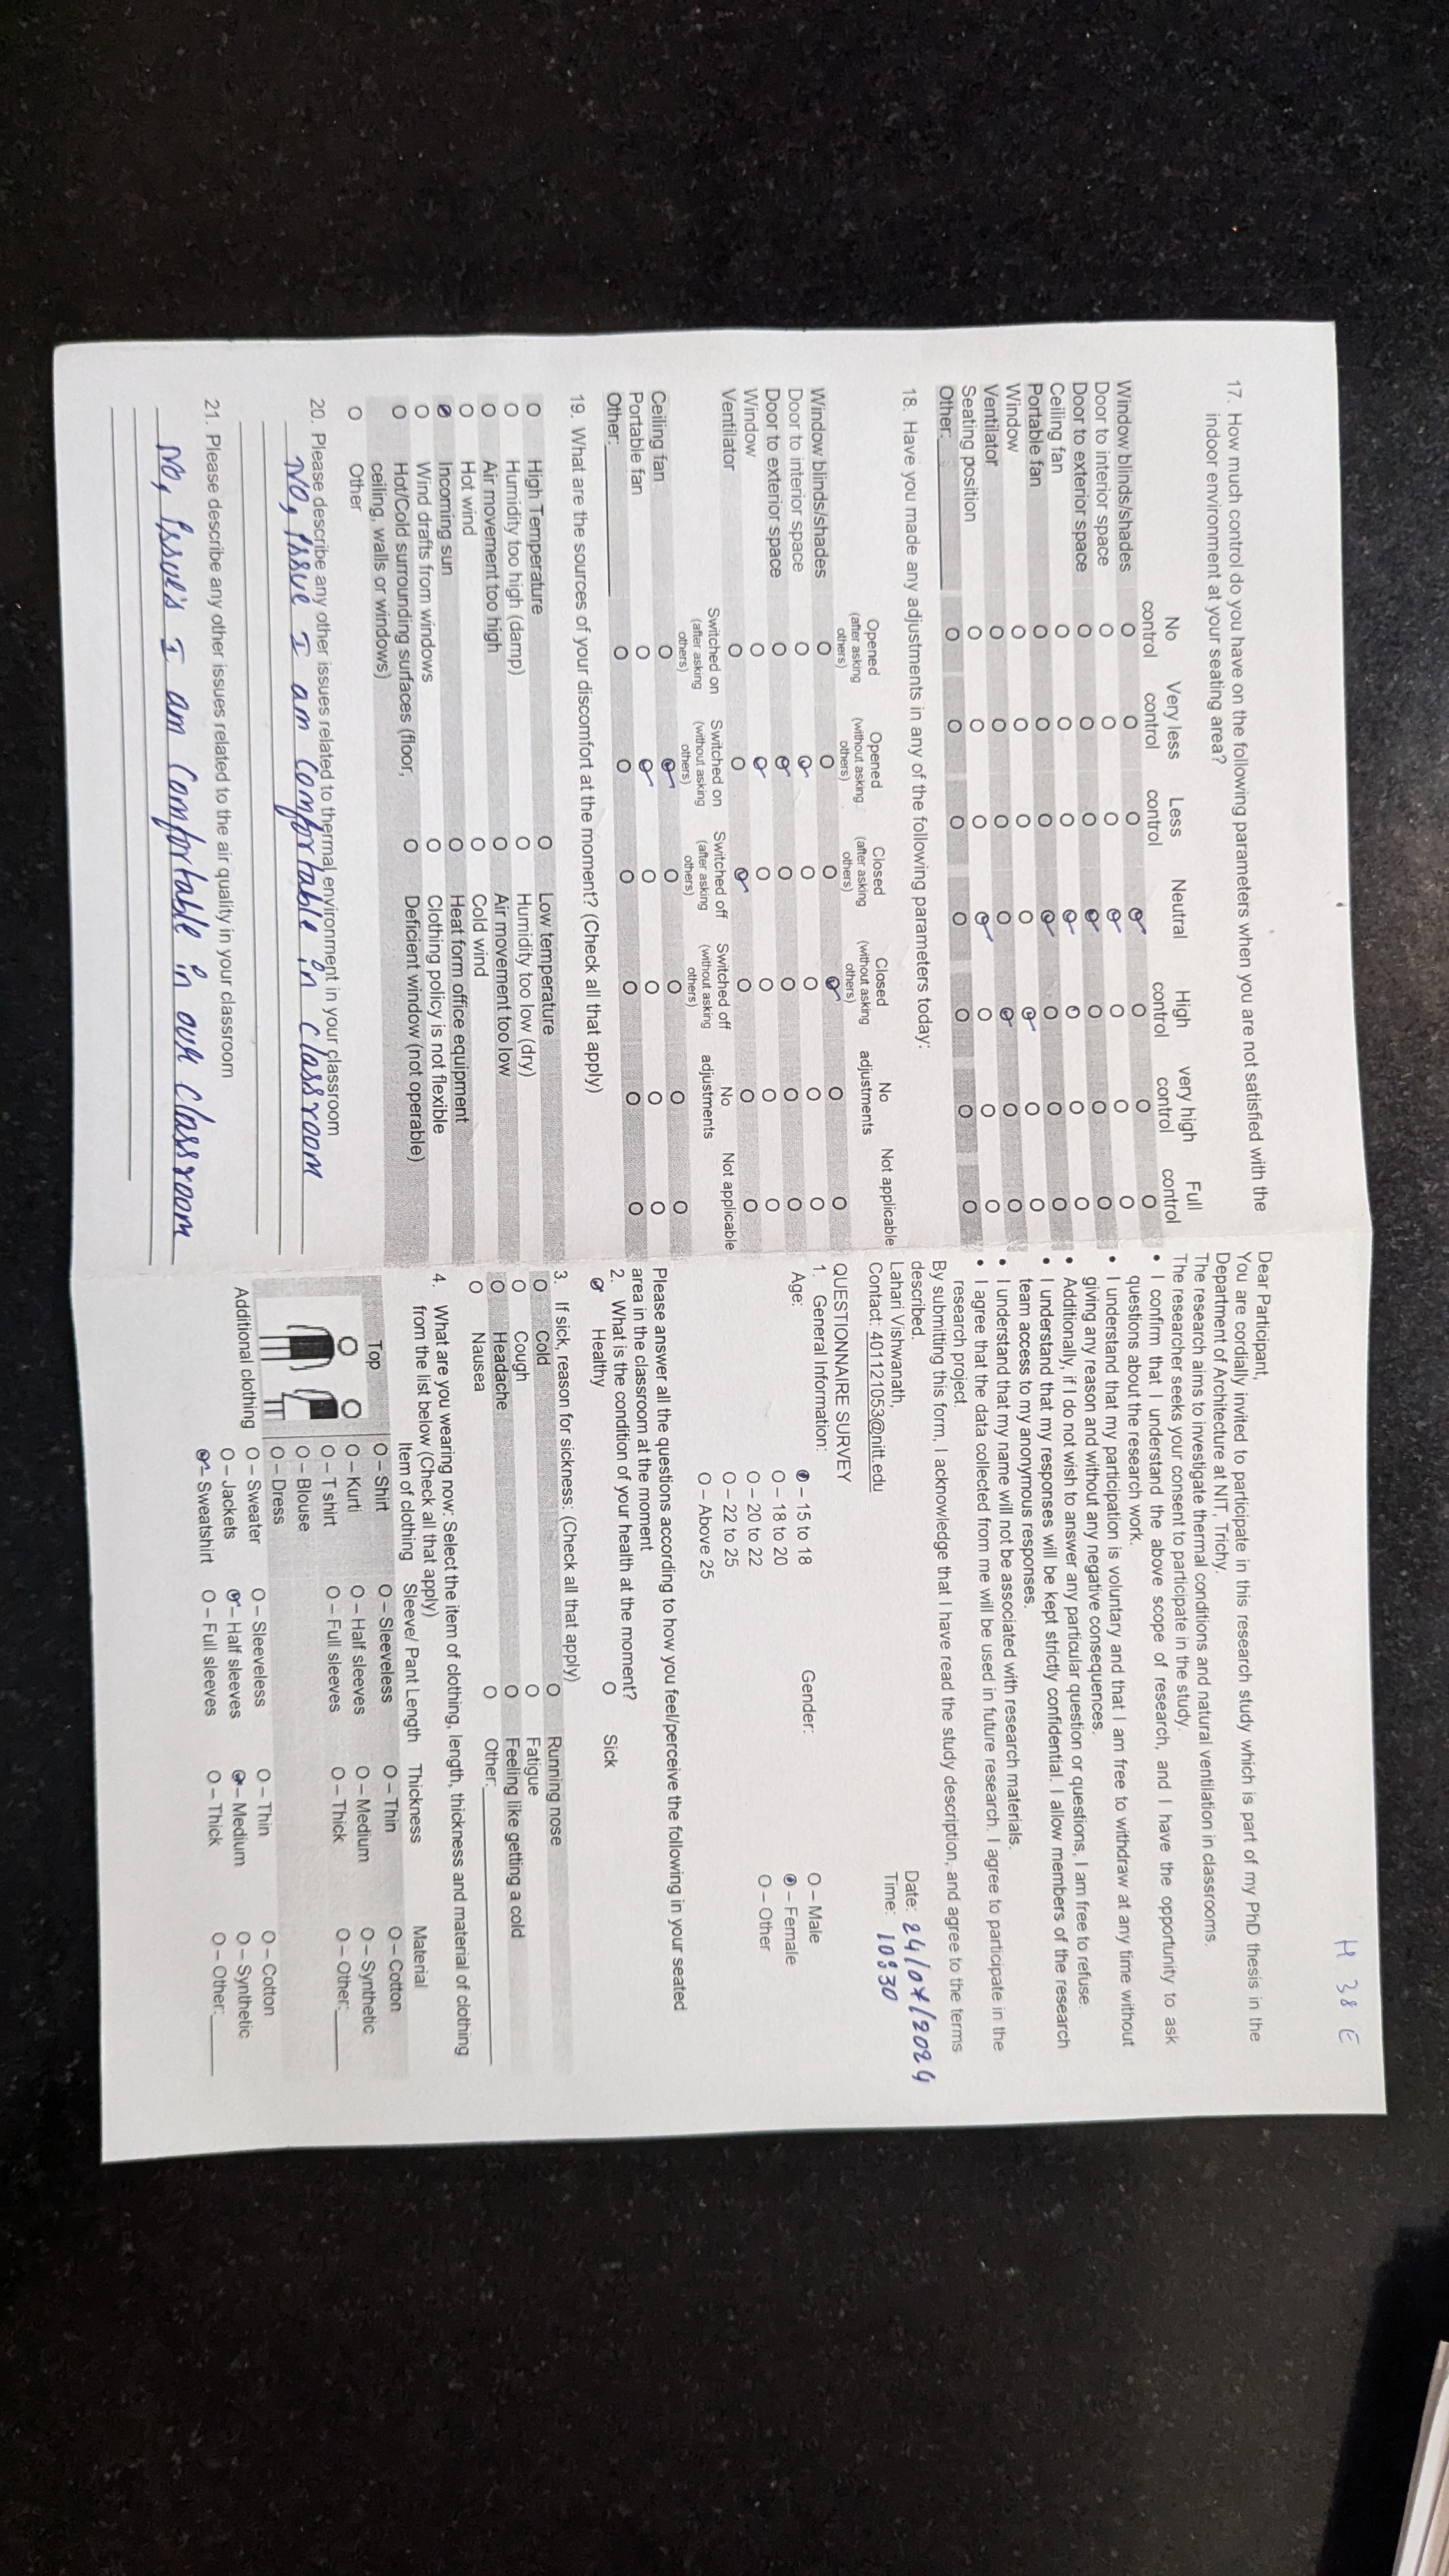 17. How much control do you have on the following parameters when you are not satisfied with the
indoor environment at your seating area?
No control Very less control Less control Neutral High control very high control Full control
Window blinds/shades
Door to interior space
Door to exterior space
Ceiling fan
Portable fan
Window
Ventilator
Seating position
Other:
18. Have you made any adjustments in any of the following parameters today:
Opened (after asking others) Opened (without asking others) Closed (after asking others) Closed (without asking others) No adjustments Not applicable
Window blinds/shades
Door to interior space
Door to exterior space
Window
Ventilator
Switched on (after asking others) Switched on (without asking others) Switched off (after asking others) Switched off (without asking others) No adjustments Not applicable
Ceiling fan
Portable fan
Other:
19. What are the sources of your discomfort at the moment? (Check all that apply)
O High Temperature O Low temperature
O Humidity too high (damp) O Humidity too low (dry)
O Air movement too high O Air movement too low
O Hot wind O Cold wind
Incoming sun O Heat form office equipment
O Wind drafts from windows O Clothing policy is not flexible
O Hot/Cold surrounding surfaces (floor, O Deficient window (not operable)
ceiling, walls or windows)
O Other
20. Please describe any other issues related to thermal environment in your classroom
No, Issue I am Comfortable in classroom
21. Please describe any other issues related to the air quality in your classroom
No, Issue's I am Comfortable in our classroom
H 38 E
Dear Participant,
You are cordially invited to participate in this research study which is part of my PhD thesis in the
Department of Architecture at NIT, Trichy.
The research aims to investigate thermal conditions and natural ventilation in classrooms.
The researcher seeks your consent to participate in the study.
• I confirm that I understand the above scope of research, and I have the opportunity to ask
questions about the research work.
• I understand that my participation is voluntary and that I am free to withdraw at any time without
giving any reason and without any negative consequences.
• Additionally, if I do not wish to answer any particular question or questions, I am free to refuse.
• I understand that my responses will be kept strictly confidential. I allow members of the research
team access to my anonymous responses.
• I understand that my name will not be associated with research materials.
• I agree that the data collected from me will be used in future research. I agree to participate in the
research project.
By submitting this form, I acknowledge that I have read the study description, and agree to the terms
described.
Lahari Vishwanath, Date: 24/07/2024
Contact: 401121053@nitt.edu Time: 10:30
QUESTIONNAIRE SURVEY
1. General Information:
Age: – 15 to 18 Gender: O – Male
O – 18 to 20 – Female
O – 20 to 22 O – Other
O – 22 to 25
O – Above 25
Please answer all the questions according to how you feel/perceive the following in your seated
area in the classroom at the moment
2. What is the condition of your health at the moment?
Healthy O Sick
3. If sick, reason for sickness: (Check all that apply)
O Cold O Running nose
O Cough O Fatigue
O Headache O Feeling like getting a cold
O Nausea O Other:
4. What are you wearing now: Select the item of clothing, length, thickness and material of clothing
from the list below (Check all that apply)
Item of clothing Sleeve/ Pant Length Thickness Material
Top O – Shirt O – Sleeveless O – Thin O – Cotton
O – Kurti O – Half sleeves O – Medium O – Synthetic
O – T shirt O – Full sleeves O – Thick O – Other:
O – Blouse
O – Dress
Additional clothing O – Sweater O – Sleeveless O – Thin O – Cotton
O – Jackets – Half sleeves – Medium O – Synthetic
– Sweatshirt O – Full sleeves O – Thick O – Other: